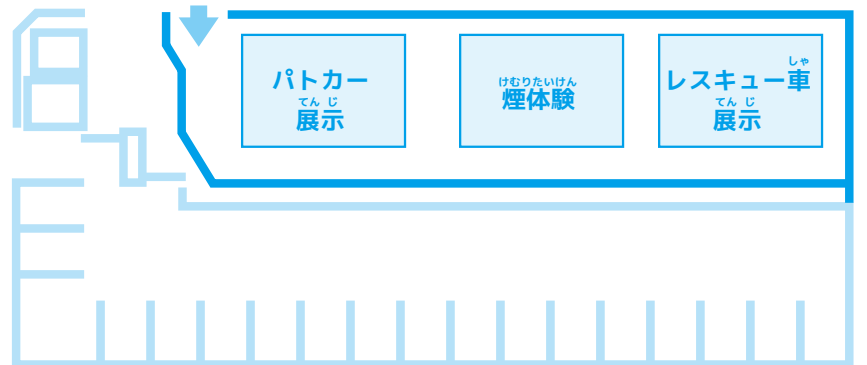 パトカー
てんじ
展示
けむりたいけん
煙体験
しゃ
レスキュー車
てんじ
展示